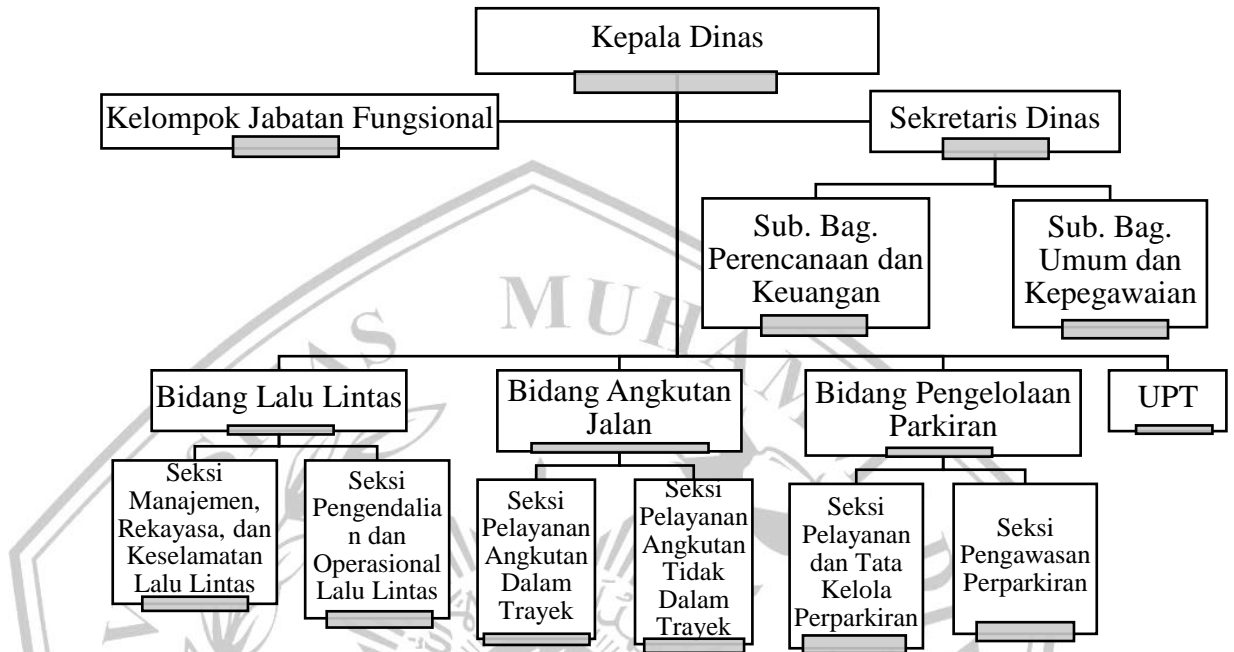 Kepala Dinas
Kelompok Jabatan Fungsional
Sekretaris Dinas
Sub. Bag.
Perencanaan dan
Keuangan
Sub. Bag.
Umum dan
Kepegawaian
MUHAM
AS
Bidang Lalu Lintas
Bidang Angkutan
Jalan
Bidang Pengelolaan
Parkiran
UPT
Seksi
Manajemen,
Rekayasa, dan
Keselamatan
Lalu Lintas
Seksi
Pengendalia
n dan
Operasional
Lalu Lintas
Seksi
Pelayanan
Angkutan
Dalam
Trayek
Seksi
Pelayanan
Angkutan
Tidak
Dalam
Trayek
Seksi
Pelayanan
dan Tata
Kelola
Perparkiran
Seksi
Pengawasan
Perparkiran